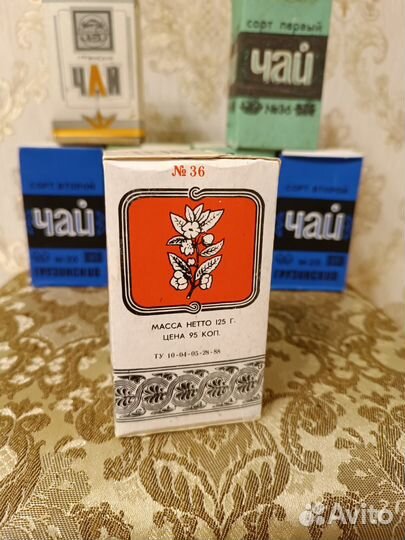 ЧАЙ
сорт первый
чай
№36
сорт второй
чай
грузинский
сорт второй
чай
грузинский
№ 36
МАССА НЕТТО 125 Г.
ЦЕНА 95 КОП.
ТУ 10-04-05-28-88
Avito